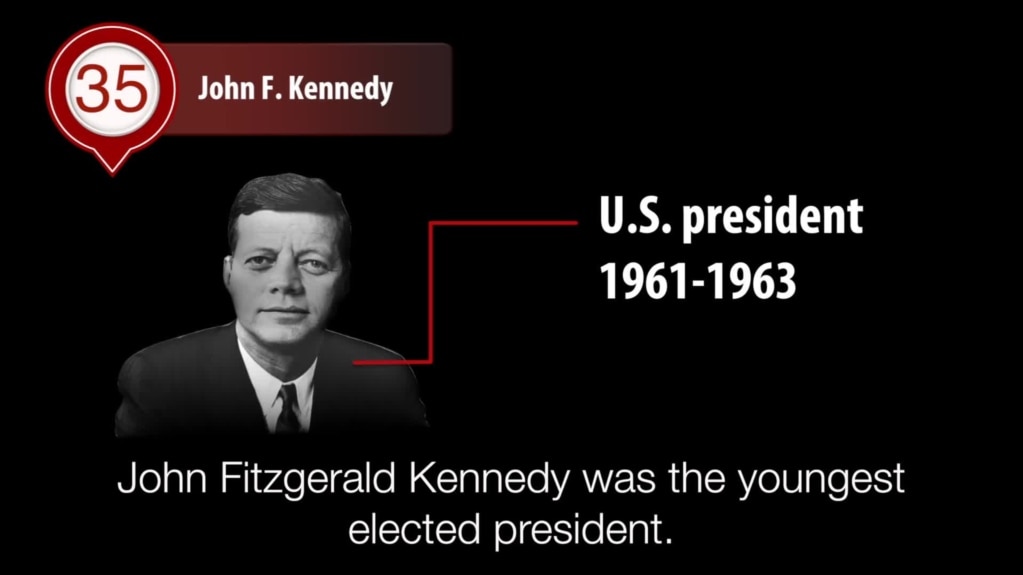 35
John F. Kennedy
U.S. president
1961-1963
John Fitzgerald Kennedy was the youngest
elected president.